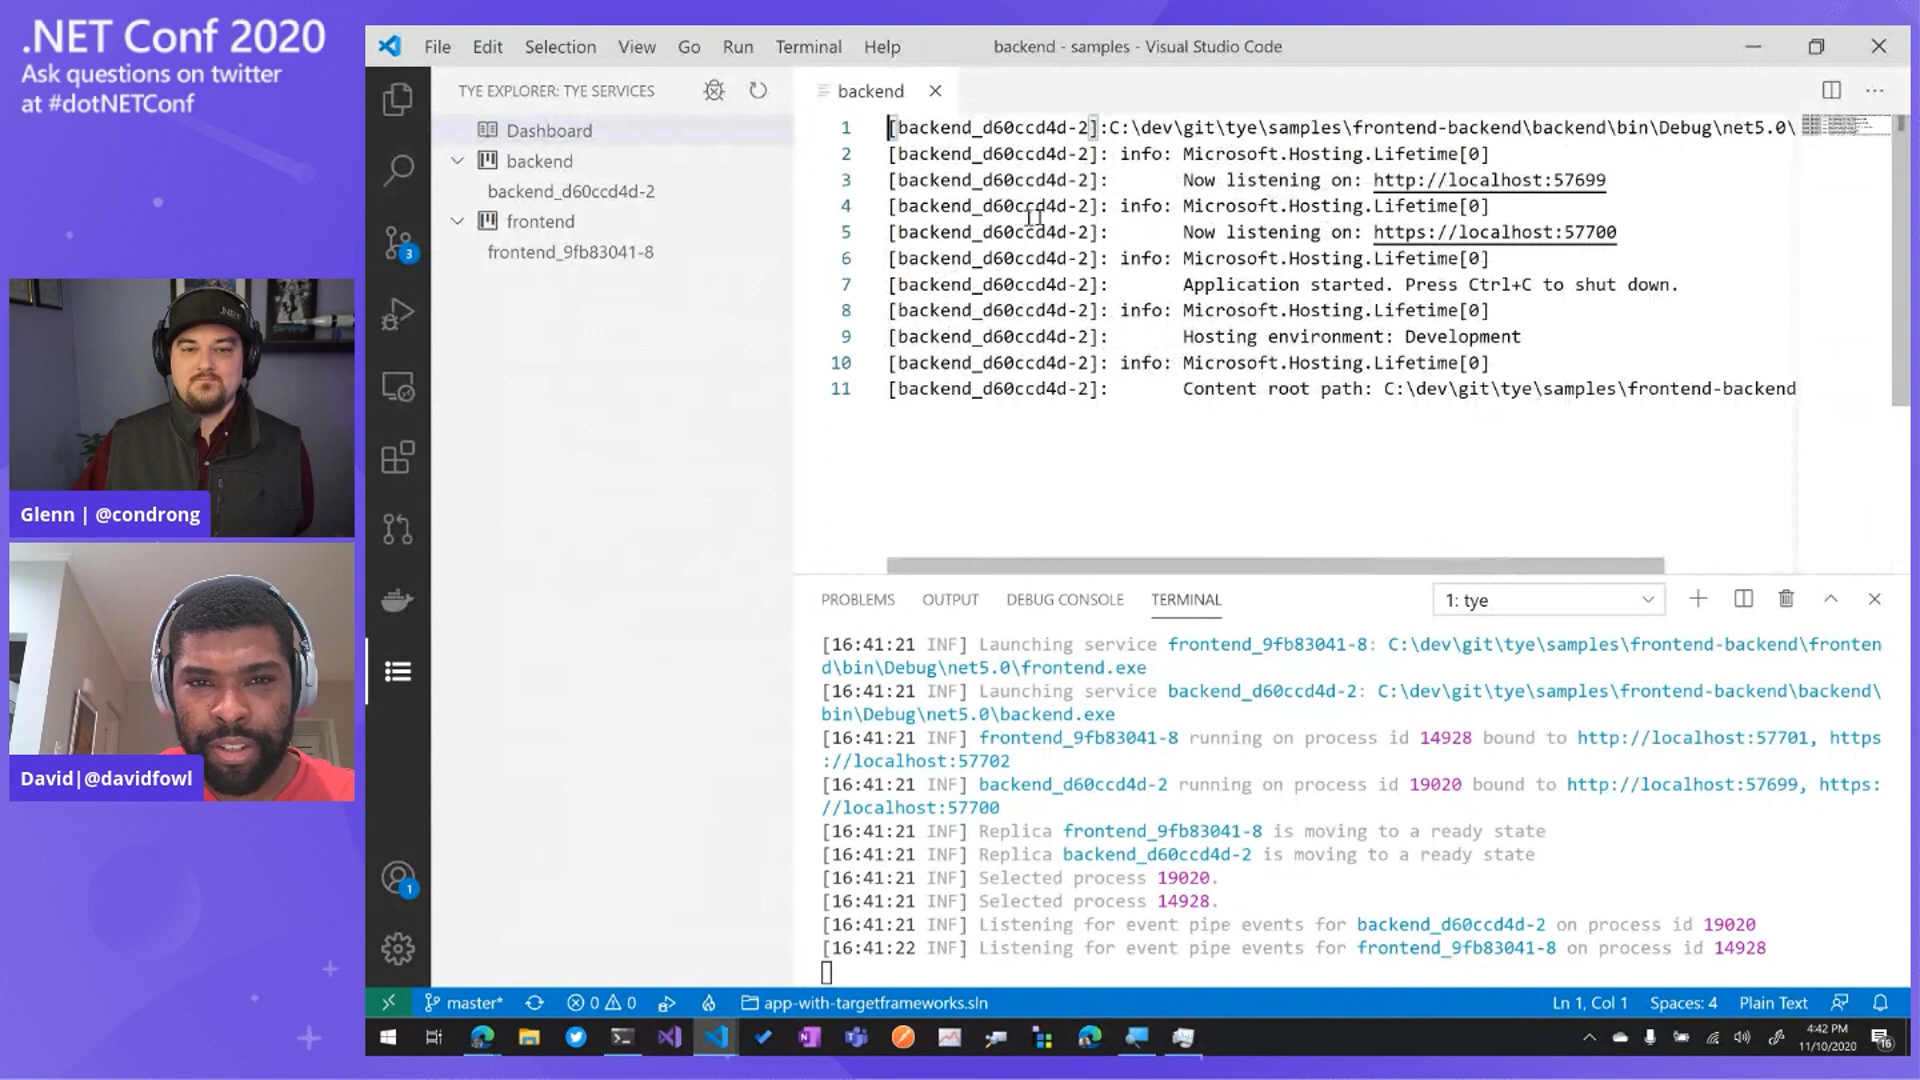 .NET Conf 2020
Ask questions on twitter
at #dotNETConf
Glenn | @condrong
David|@davidfowl
File Edit Selection View Go Run Terminal Help
backend - samples - Visual Studio Code
TYE EXPLORER: TYE SERVICES
Dashboard
backend
backend_d60ccd4d-2
frontend
frontend_9fb83041-8
3
1
backend
1 [backend_d60ccd4d-2]:C:\dev\git\tye\samples\frontend-backend\backend\bin\Debug\net5.0\
2 [backend_d60ccd4d-2]: info: Microsoft.Hosting.Lifetime[0]
3 [backend_d60ccd4d-2]: Now listening on: http://localhost:57699
4 [backend_d60ccd4d-2]: info: Microsoft.Hosting.Lifetime[0]
5 [backend_d60ccd4d-2]: Now listening on: https://localhost:57700
6 [backend_d60ccd4d-2]: info: Microsoft.Hosting.Lifetime[0]
7 [backend_d60ccd4d-2]: Application started. Press Ctrl+C to shut down.
8 [backend_d60ccd4d-2]: info: Microsoft.Hosting.Lifetime[0]
9 [backend_d60ccd4d-2]: Hosting environment: Development
10 [backend_d60ccd4d-2]: info: Microsoft.Hosting.Lifetime[0]
11 [backend_d60ccd4d-2]: Content root path: C:\dev\git\tye\samples\frontend-backend
PROBLEMS OUTPUT DEBUG CONSOLE TERMINAL 1: tye
[16:41:21 INF] Launching service frontend_9fb83041-8: C:\dev\git\tye\samples\frontend-backend\fronten
d\bin\Debug\net5.0\frontend.exe
[16:41:21 INF] Launching service backend_d60ccd4d-2: C:\dev\git\tye\samples\frontend-backend\backend\
bin\Debug\net5.0\backend.exe
[16:41:21 INF] frontend_9fb83041-8 running on process id 14928 bound to http://localhost:57701, https
://localhost:57702
[16:41:21 INF] backend_d60ccd4d-2 running on process id 19020 bound to http://localhost:57699, https:
//localhost:57700
[16:41:21 INF] Replica frontend_9fb83041-8 is moving to a ready state
[16:41:21 INF] Replica backend_d60ccd4d-2 is moving to a ready state
[16:41:21 INF] Selected process 19020.
[16:41:21 INF] Selected process 14928.
[16:41:21 INF] Listening for event pipe events for backend_d60ccd4d-2 on process id 19020
[16:41:22 INF] Listening for event pipe events for frontend_9fb83041-8 on process id 14928
master* 0 0 app-with-targetframeworks.sln Ln 1, Col 1 Spaces: 4 Plain Text
4:42 PM
11/10/2020
16
.NET